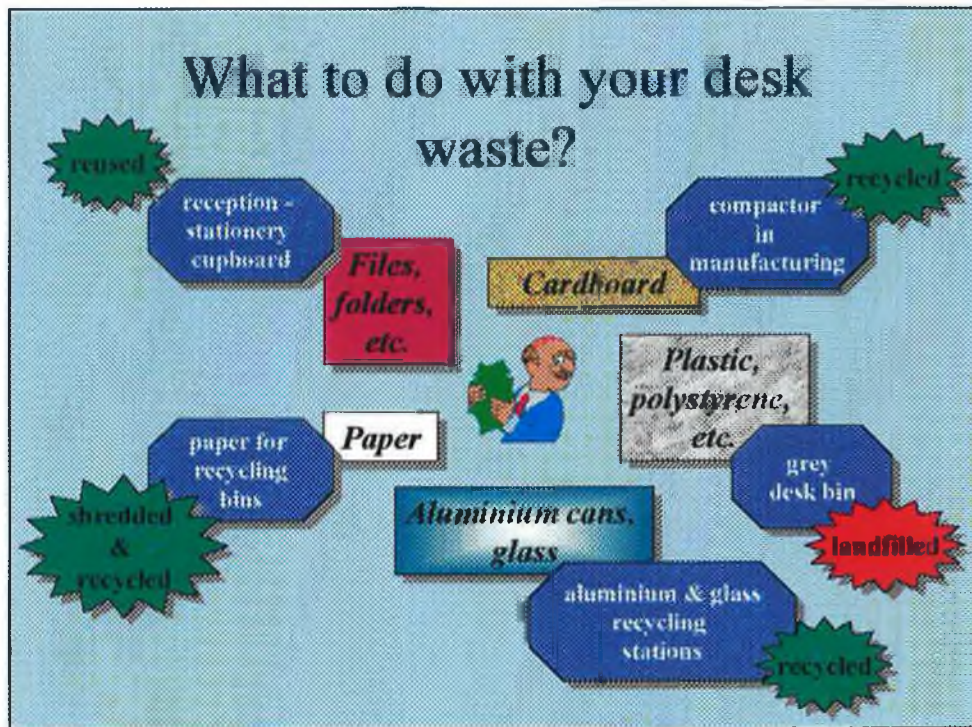 What to do with your desk
waste?
reused
reception -
stationery
cupboard
Files,
folders,
etc.
Cardboard
compactor
in
manufacturing
recycled
Plastic,
polystyrene,
etc.
grey
desk bin
landfilled
Paper
paper for
recycling
bins
shredded
&
recycled
Aluminium cans,
glass
aluminium & glass
recycling
stations
recycled